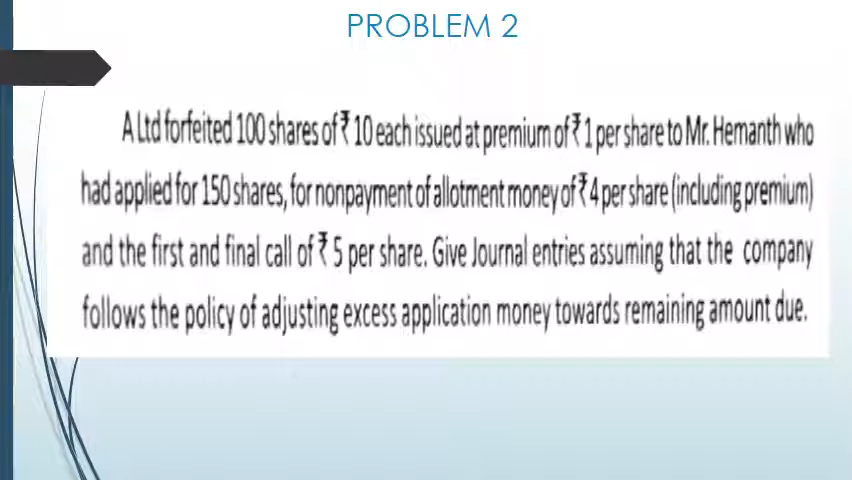 PROBLEM 2
A Ltd forfeited 100 shares of ₹ 10 each issued at premium of ₹ 1 per share to Mr. Hemanth who
had applied for 150 shares, for nonpayment of allotment money of ₹ 4 per share (including premium)
and the first and final call of ₹ 5 per share. Give Journal entries assuming that the company
follows the policy of adjusting excess application money towards remaining amount due.